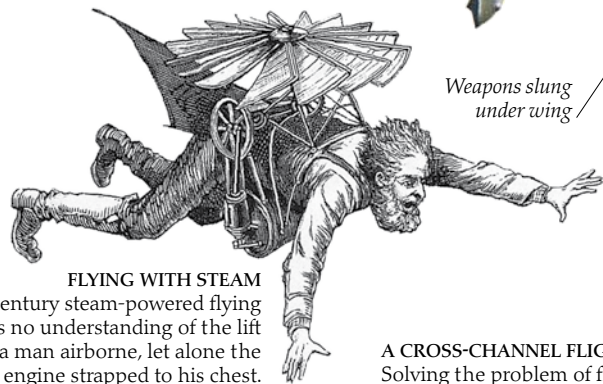 Weapons slung
under wing
FLYING WITH STEAM
entury steam-powered flying
s no understanding of the lift
a man airborne, let alone the
engine strapped to his chest.
A CROSS-CHANNEL FLIG
Solving the problem of f